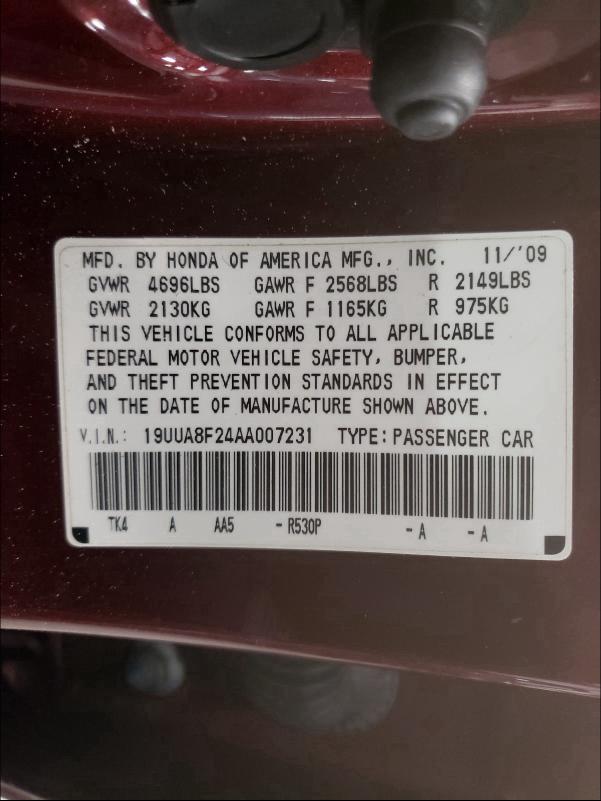 MFD. BY HONDA OF AMERICA MFG., INC. 11/'09
GVWR 4696LBS GAWR F 2568LBS R 2149LBS
GVWR 2130KG GAWR F 1165KG R 975KG
THIS VEHICLE CONFORMS TO ALL APPLICABLE
FEDERAL MOTOR VEHICLE SAFETY, BUMPER,
AND THEFT PREVENTION STANDARDS IN EFFECT
ON THE DATE OF MANUFACTURE SHOWN ABOVE.
V.I.N.: 19UUA8F24AA007231 TYPE: PASSENGER CAR
TK4 A AA5 -R530P -A -A